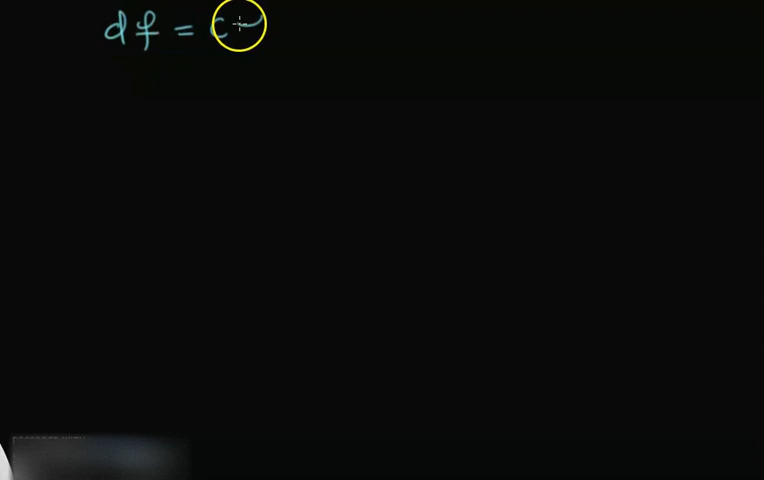 df = c